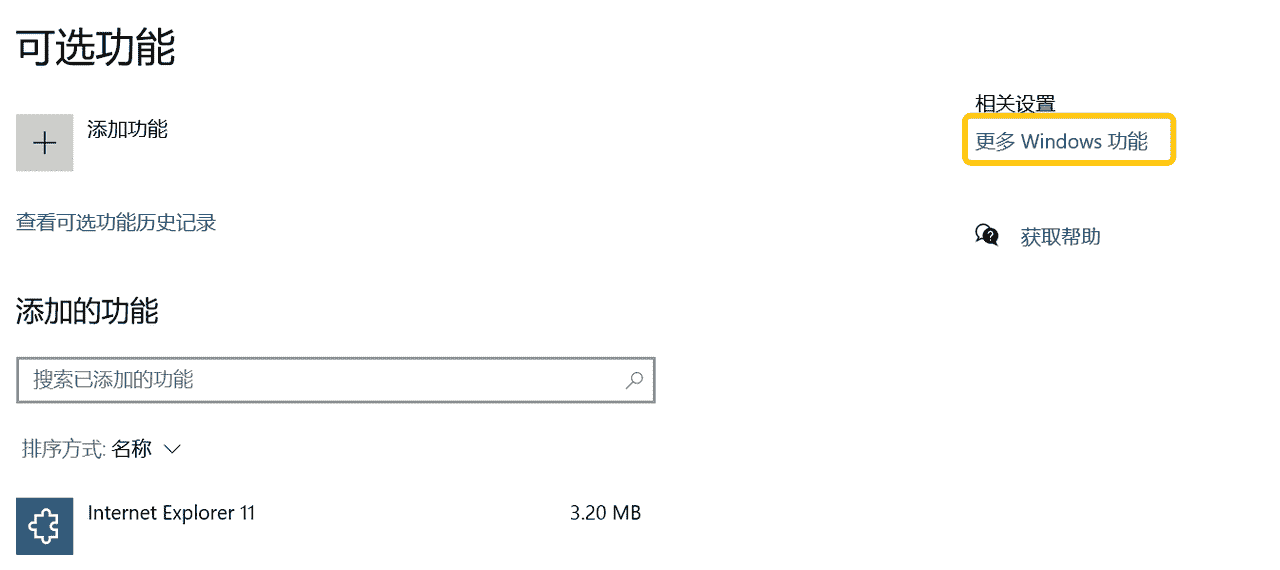 可选功能
添加功能
查看可选功能历史记录
添加的功能
搜索已添加的功能
排序方式: 名称
Internet Explorer 11 3.20 MB
相关设置
更多 Windows 功能
获取帮助